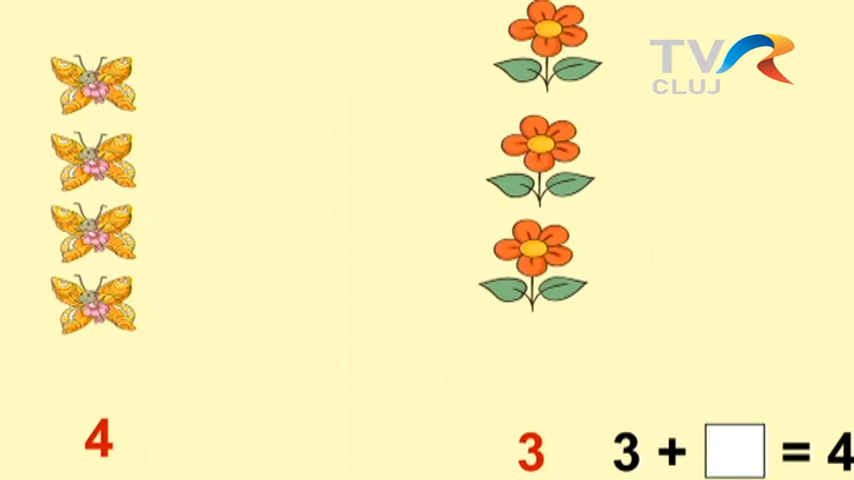 TVR
CLUJ
4
3
3 + = 4